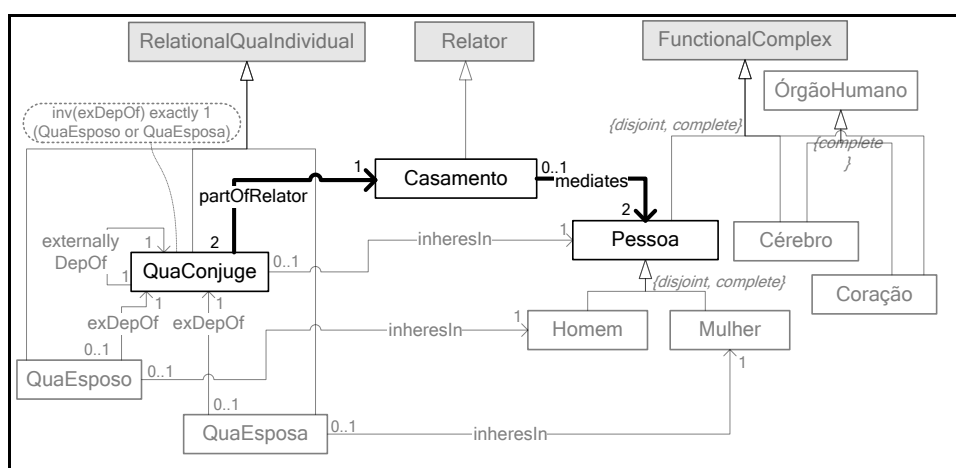 RelationalQuaIndividual
Relator
FunctionalComplex
ÓrgãoHumano
inv(exDepOf) exactly 1
(QuaEsposo or QuaEsposa)
{disjoint, complete}
{complete
}
1
Casamento
0..1
mediates
partOfRelator
2
2
externally
DepOf
1
1
QuaConjuge
0..1
inheresIn
1
Pessoa
Cérebro
Coração
{disjoint, complete}
1
1
exDepOf
exDepOf
0..1
0..1
inheresIn
1
Homem
Mulher
1
QuaEsposo
0..1
0..1
QuaEsposa
0..1
inheresIn